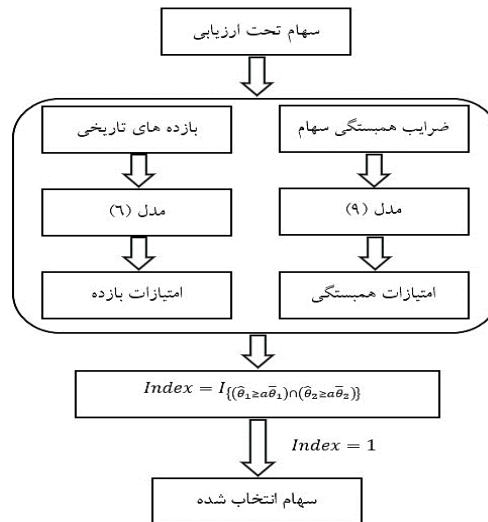 سهام تحت ارزیابی
ضرایب همبستگی سهام
بازده های تاریخی
مدل (۹)
مدل (۶)
امتیازات همبستگی
امتیازات بازده
Index = I_{(θ̂₁≥aθ̅₁)∩(θ̂₂≥aθ̅₂)}
Index = 1
سهام انتخاب شده